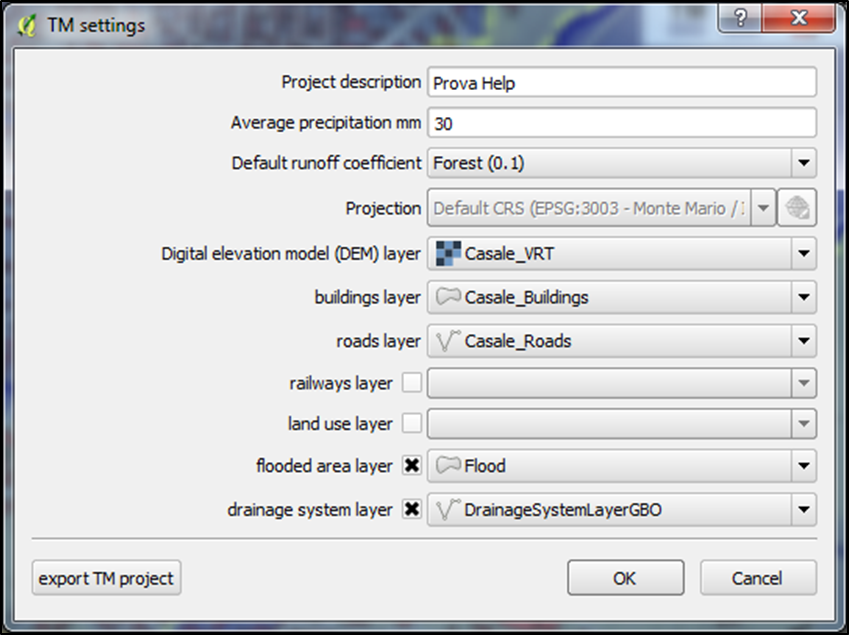 TM settings
?
Project description Prova Help
Average precipitation mm 30
Default runoff coefficient Forest (0.1)
Projection Default CRS (EPSG:3003 - Monte Mario /
Digital elevation model (DEM) layer Casale_VRT
buildings layer Casale_Buildings
roads layer Casale_Roads
railways layer
land use layer
flooded area layer Flood
drainage system layer DrainageSystemLayerGBO
export TM project OK Cancel